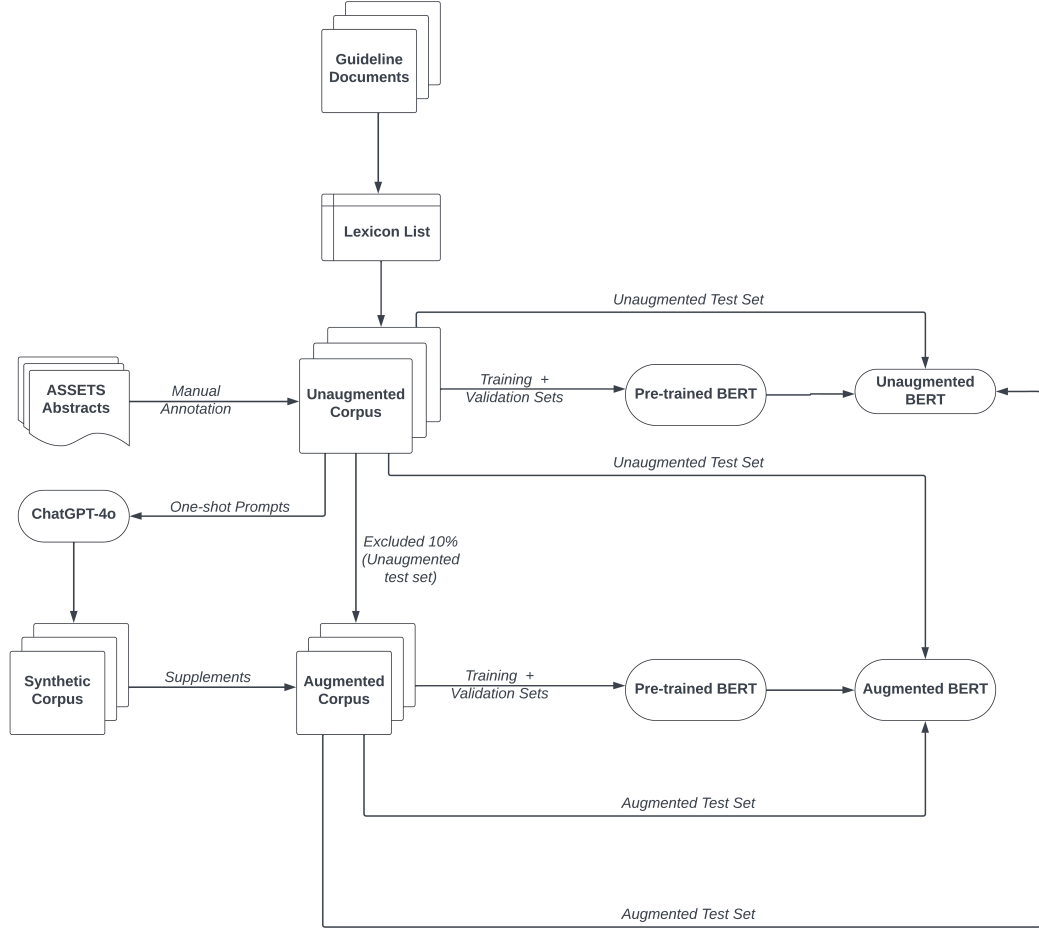 Guideline
Documents
Lexicon List
Unaugmented Test Set
ASSETS
Abstracts
Manual
Annotation
Unaugmented
Corpus
Training +
Validation Sets
Pre-trained BERT
Unaugmented
BERT
Unaugmented Test Set
ChatGPT-4o
One-shot Prompts
Excluded 10%
(Unaugmented
test set)
Synthetic
Corpus
Supplements
Augmented
Corpus
Training +
Validation Sets
Pre-trained BERT
Augmented BERT
Augmented Test Set
Augmented Test Set